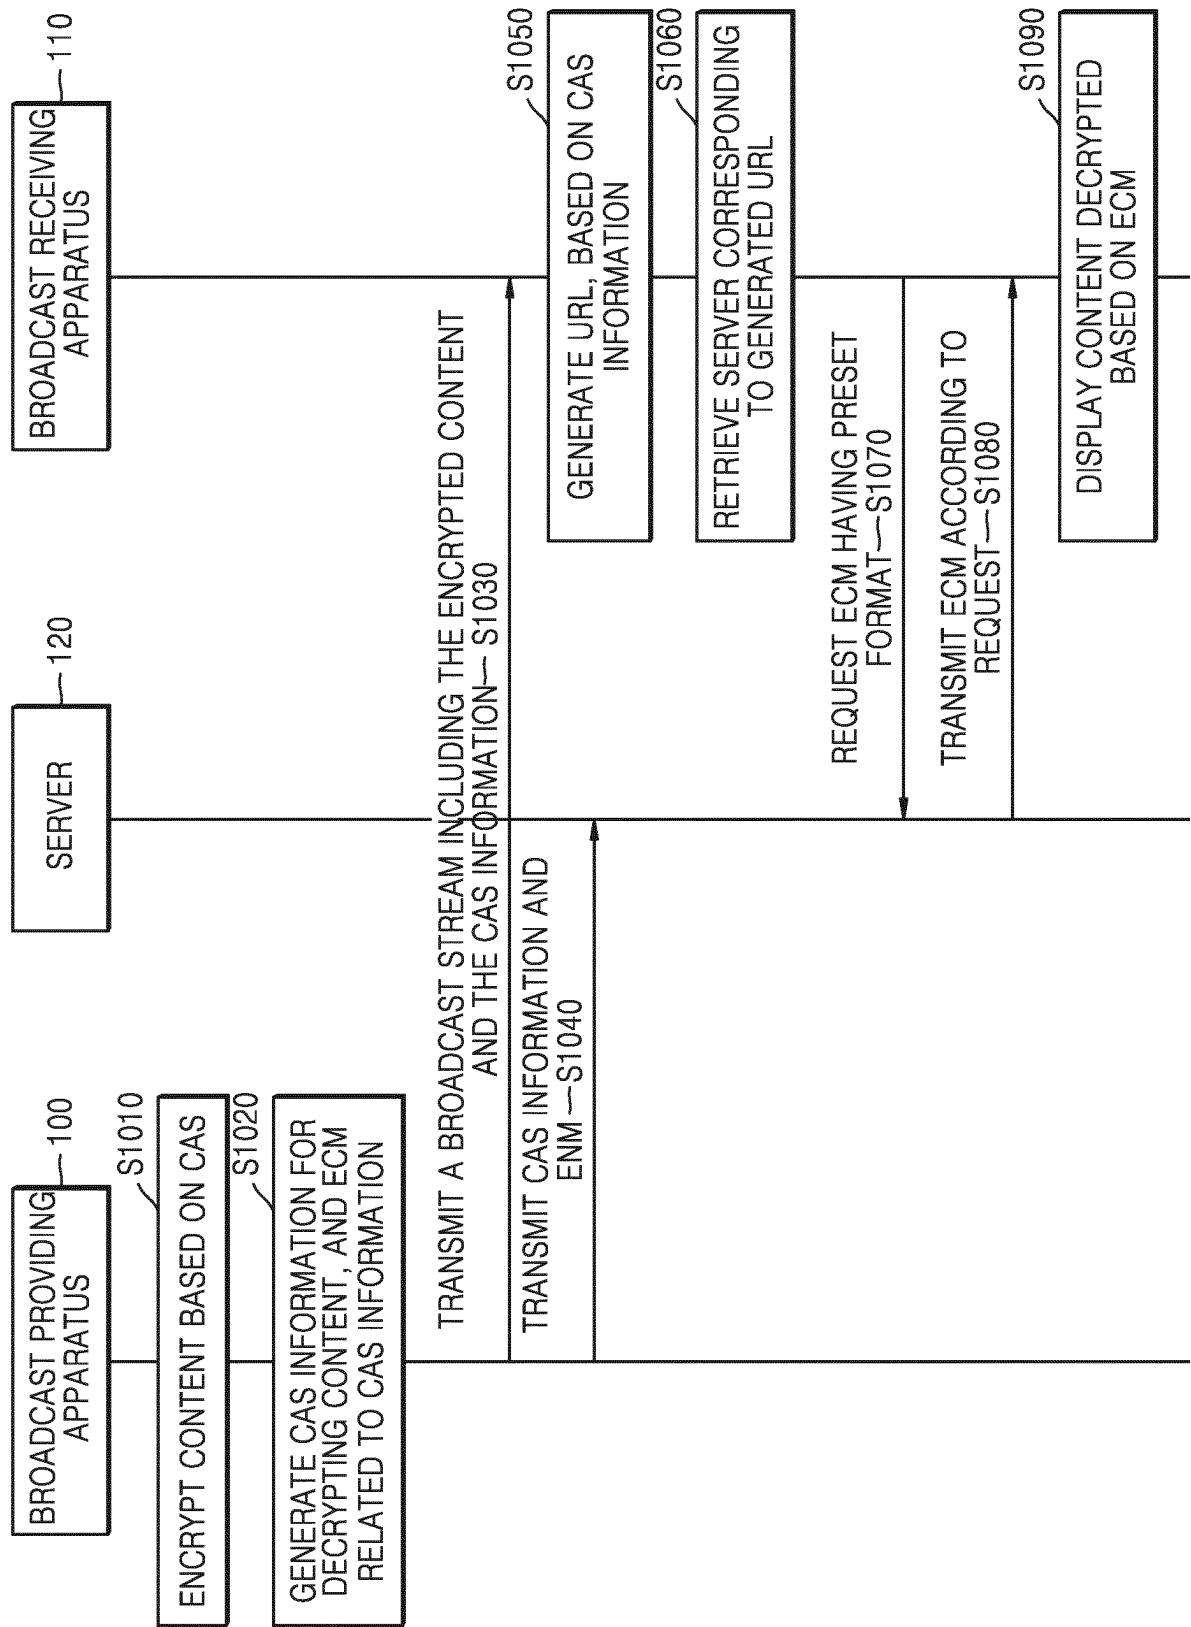 BROADCAST PROVIDING
APPARATUS
100
SERVER
120
BROADCAST RECEIVING
APPARATUS
110
S1010
ENCRYPT CONTENT BASED ON CAS
S1020
GENERATE CAS INFORMATION FOR
DECRYPTING CONTENT, AND ECM
RELATED TO CAS INFORMATION
TRANSMIT A BROADCAST STREAM INCLUDING THE ENCRYPTED CONTENT
AND THE CAS INFORMATION S1030
TRANSMIT CAS INFORMATION AND
ENM S1040
S1050
GENERATE URL, BASED ON CAS
INFORMATION
S1060
RETRIEVE SERVER CORRESPONDING
TO GENERATED URL
REQUEST ECM HAVING PRESET
FORMAT S1070
TRANSMIT ECM ACCORDING TO
REQUEST S1080
S1090
DISPLAY CONTENT DECRYPTED
BASED ON ECM